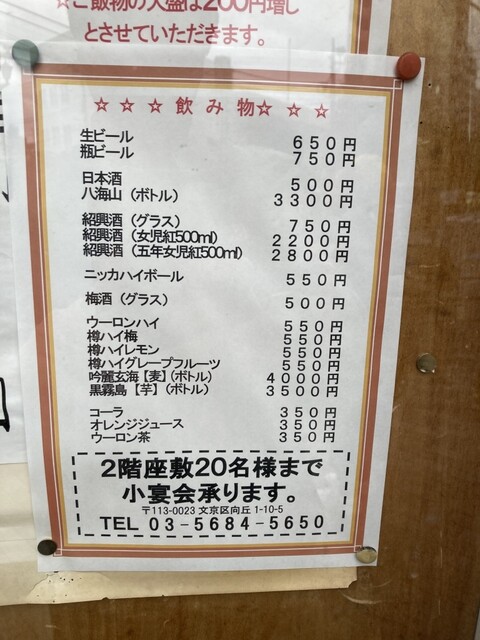 ☆ご飯物の大盛は200円増し
とさせていただきます。
☆ ☆ ☆ 飲 み 物 ☆ ☆ ☆
生ビール 650円
瓶ビール 750円
日本酒 500円
八海山（ボトル） 3300円
紹興酒（グラス） 750円
紹興酒（女児紅500ml） 2200円
紹興酒（五年女児紅500ml） 2800円
ニッカハイボール 550円
梅酒（グラス） 500円
ウーロンハイ 550円
樽ハイ梅 550円
樽ハイレモン 550円
樽ハイグレープフルーツ 550円
吟麗玄海【麦】（ボトル） 4000円
黒霧島【芋】（ボトル） 3500円
コーラ 350円
オレンジジュース 350円
ウーロン茶 350円
2階座敷20名様まで
小宴会承ります。
〒113-0023 文京区向丘 1-10-5
TEL 03-5684-5650